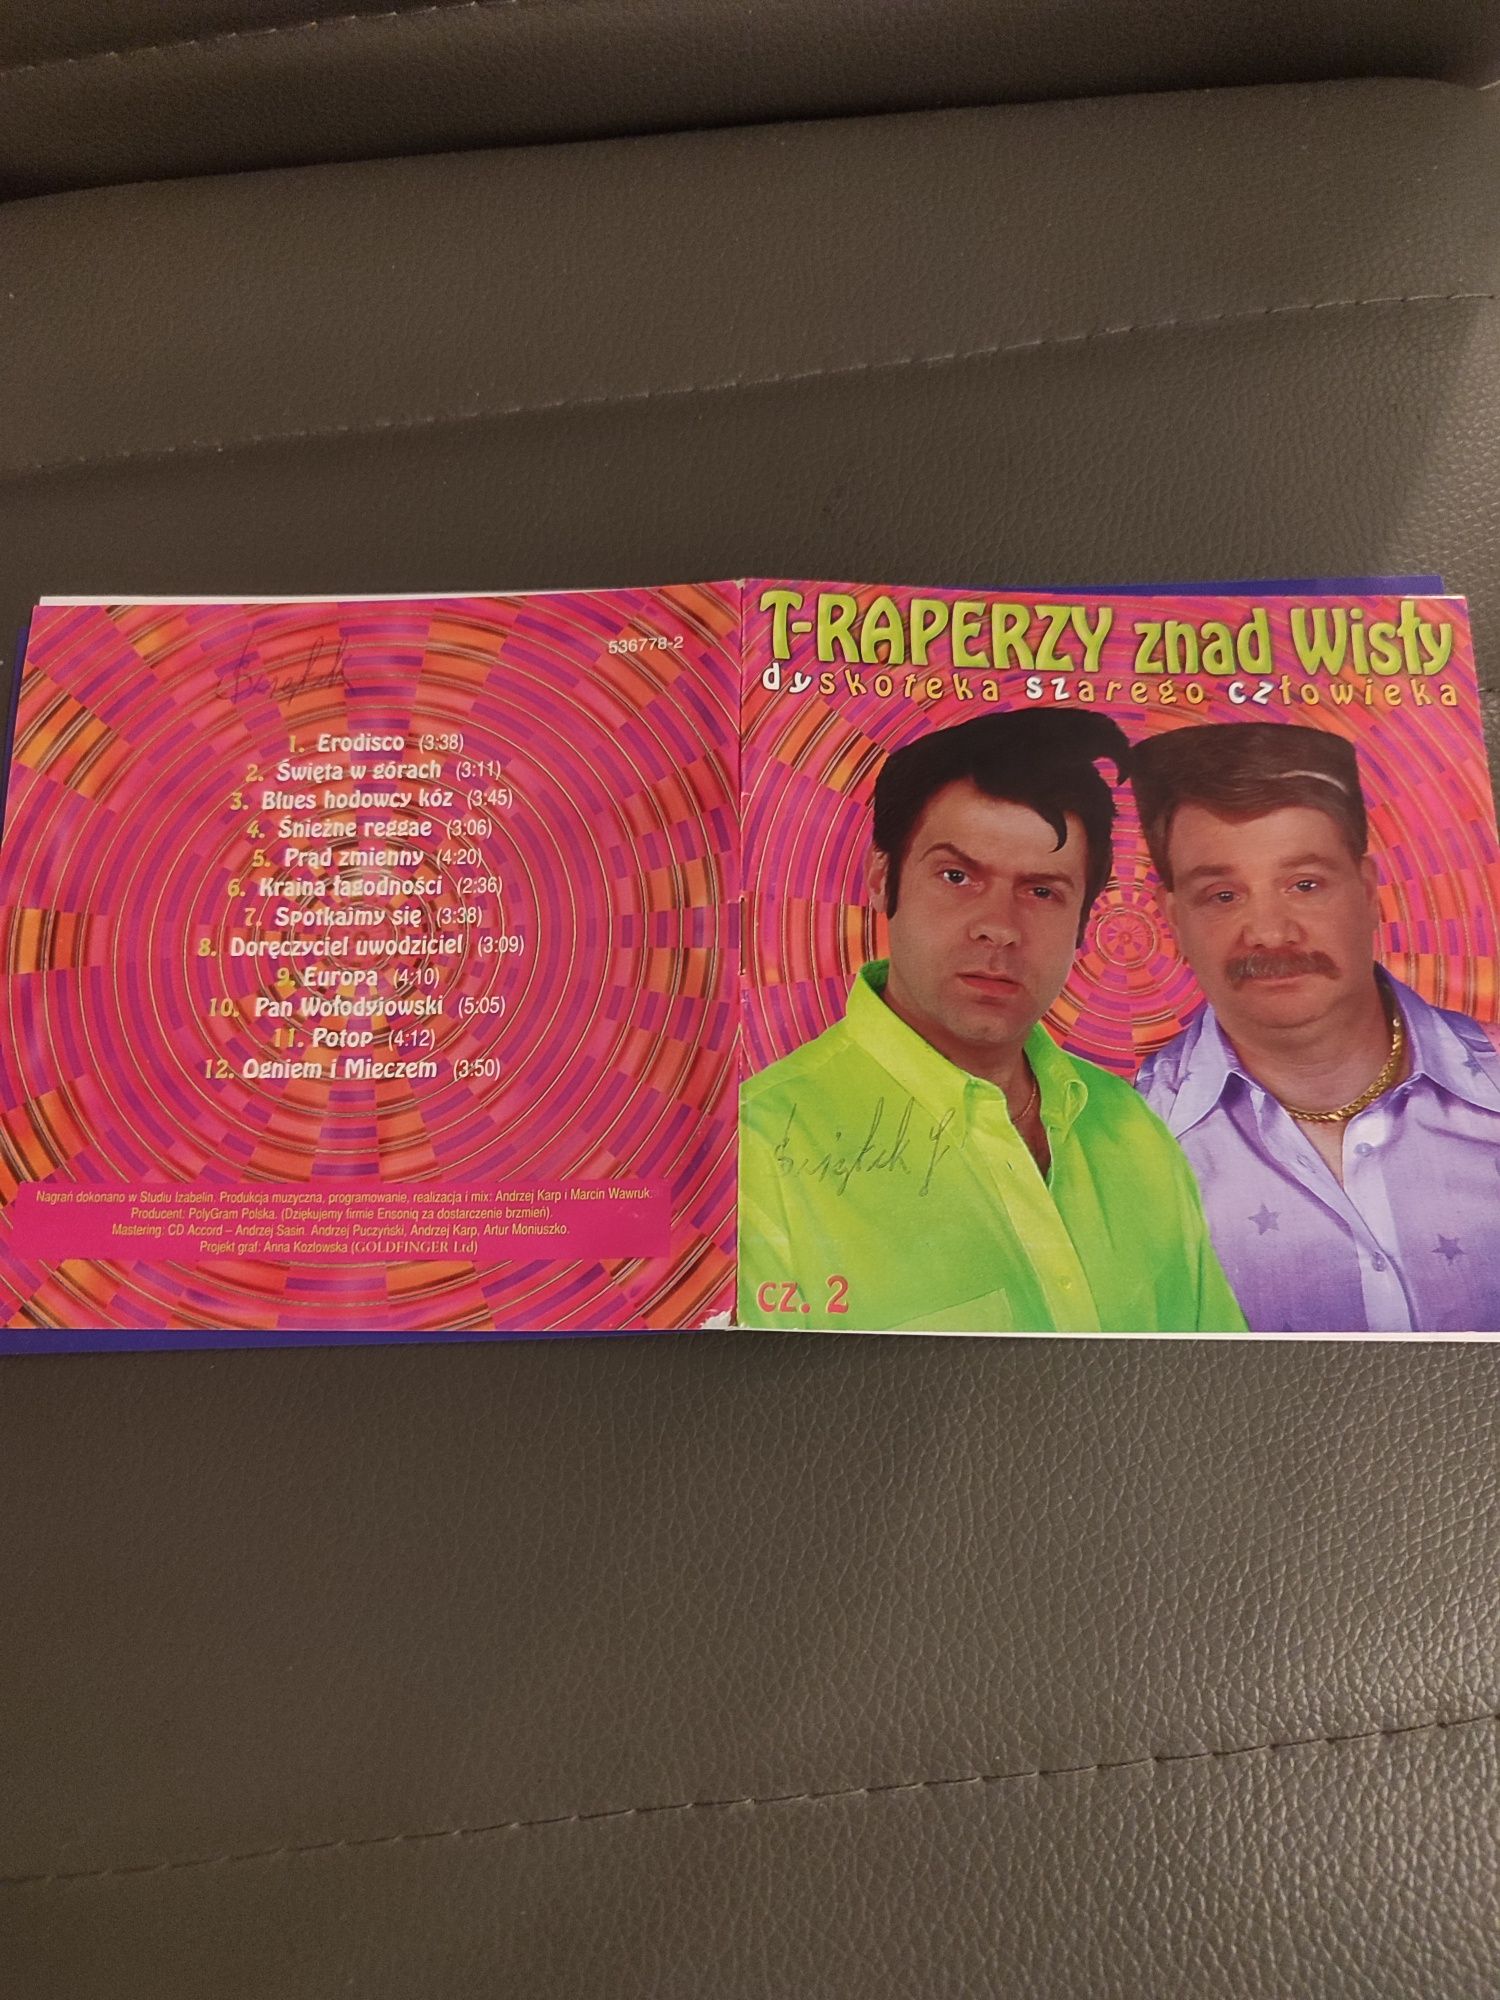 536778-2
1. Erodisco (3:38)
2. Święta w górach (3:11)
3. Blues hodowcy kóz (3:45)
4. Śnieżne reggae (3:06)
5. Prąd zmienny (4:20)
6. Kraina łagodności (2:36)
7. Spotkajmy się (3:38)
8. Doręczyciel uwodziciel (3:09)
9. Europa (4:10)
10. Pan Wołodyjowski (5:05)
11. Potop (4:12)
12. Ogniem i Mieczem (3:50)
Nagrań dokonano w Studiu Izabelin. Produkcja muzyczna, programowanie, realizacja i mix: Andrzej Karp i Marcin Wawruk.
Producent: PolyGram Polska. (Dziękujemy firmie Ensoniq za dostarczenie brzmień).
Mastering: CD Accord – Andrzej Sasin. Andrzej Puczyński, Andrzej Karp, Artur Moniuszko.
Projekt graf: Anna Kozłowska (GOLDFINGER Ltd)
T-RAPERZY znad Wisły
dyskoteka szarego człowieka
cz. 2